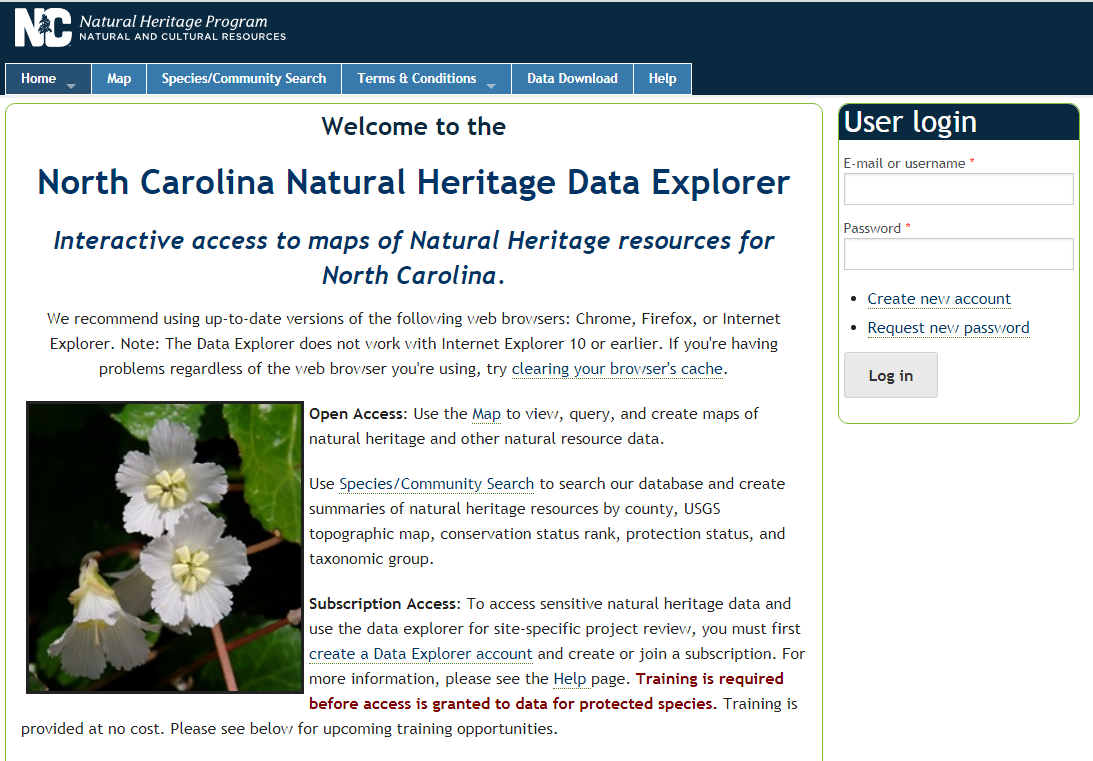 NC Natural Heritage Program
NATURAL AND CULTURAL RESOURCES
Home Map Species/Community Search Terms & Conditions Data Download Help
Welcome to the
North Carolina Natural Heritage Data Explorer
Interactive access to maps of Natural Heritage resources for
North Carolina.
We recommend using up-to-date versions of the following web browsers: Chrome, Firefox, or Internet
Explorer. Note: The Data Explorer does not work with Internet Explorer 10 or earlier. If you're having
problems regardless of the web browser you're using, try clearing your browser's cache.
Open Access: Use the Map to view, query, and create maps of
natural heritage and other natural resource data.
Use Species/Community Search to search our database and create
summaries of natural heritage resources by county, USGS
topographic map, conservation status rank, protection status, and
taxonomic group.
Subscription Access: To access sensitive natural heritage data and
use the data explorer for site-specific project review, you must first
create a Data Explorer account and create or join a subscription. For
more information, please see the Help page. Training is required
before access is granted to data for protected species. Training is
provided at no cost. Please see below for upcoming training opportunities.
User login
E-mail or username *
Password *
Create new account
Request new password
Log in